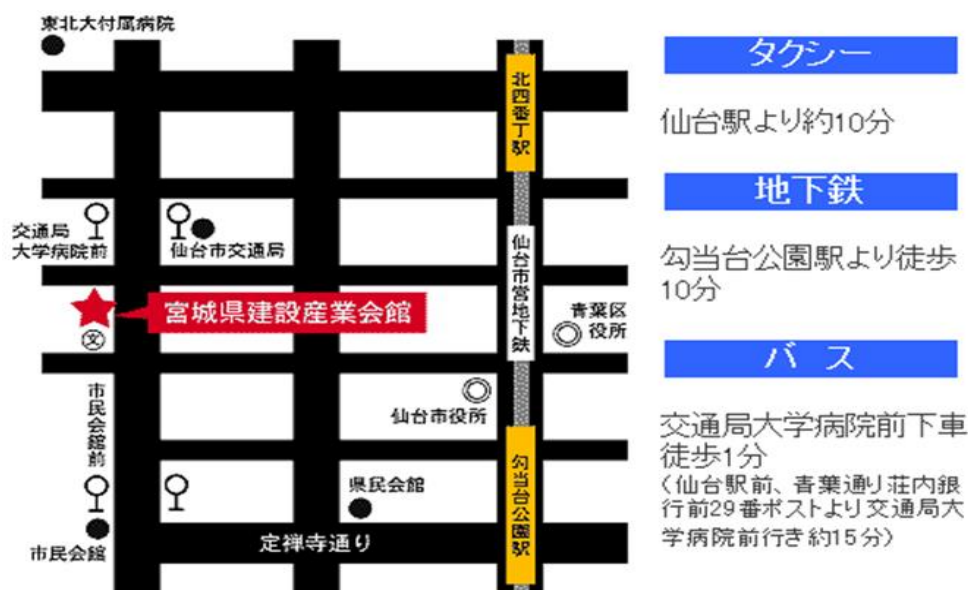 東北大付属病院
北四番丁駅
交通局
大学病院前
仙台市交通局
宮城県建設産業会館
文
仙台市営地下鉄
青葉区
役所
市民会館前
仙台市役所
県民会館
勾当台公園駅
市民会館
定禅寺通り
タクシー
仙台駅より約10分
地下鉄
勾当台公園駅より徒歩
10分
バス
交通局大学病院前下車
徒歩1分
(仙台駅前、青葉通り荘内銀
行前29番ポストより交通局大
学病院前行き約15分)